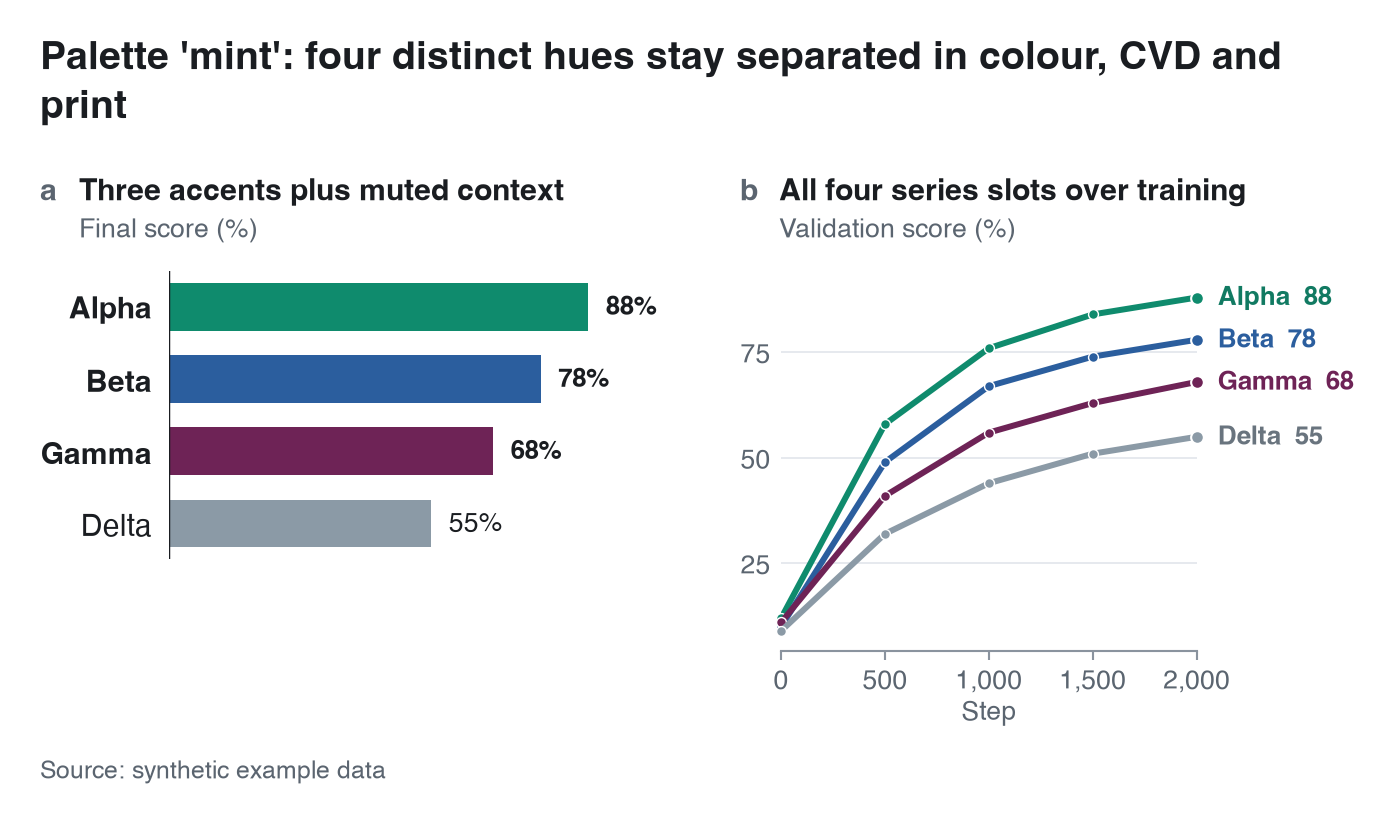 Palette 'mint': four distinct hues stay separated in colour, CVD and
print
a Three accents plus muted context
Final score (%)
Alpha 88%
Beta 78%
Gamma 68%
Delta 55%
b All four series slots over training
Validation score (%)
75
50
25
Alpha 88
Beta 78
Gamma 68
Delta 55
0 500 1,000 1,500 2,000
Step
Source: synthetic example data